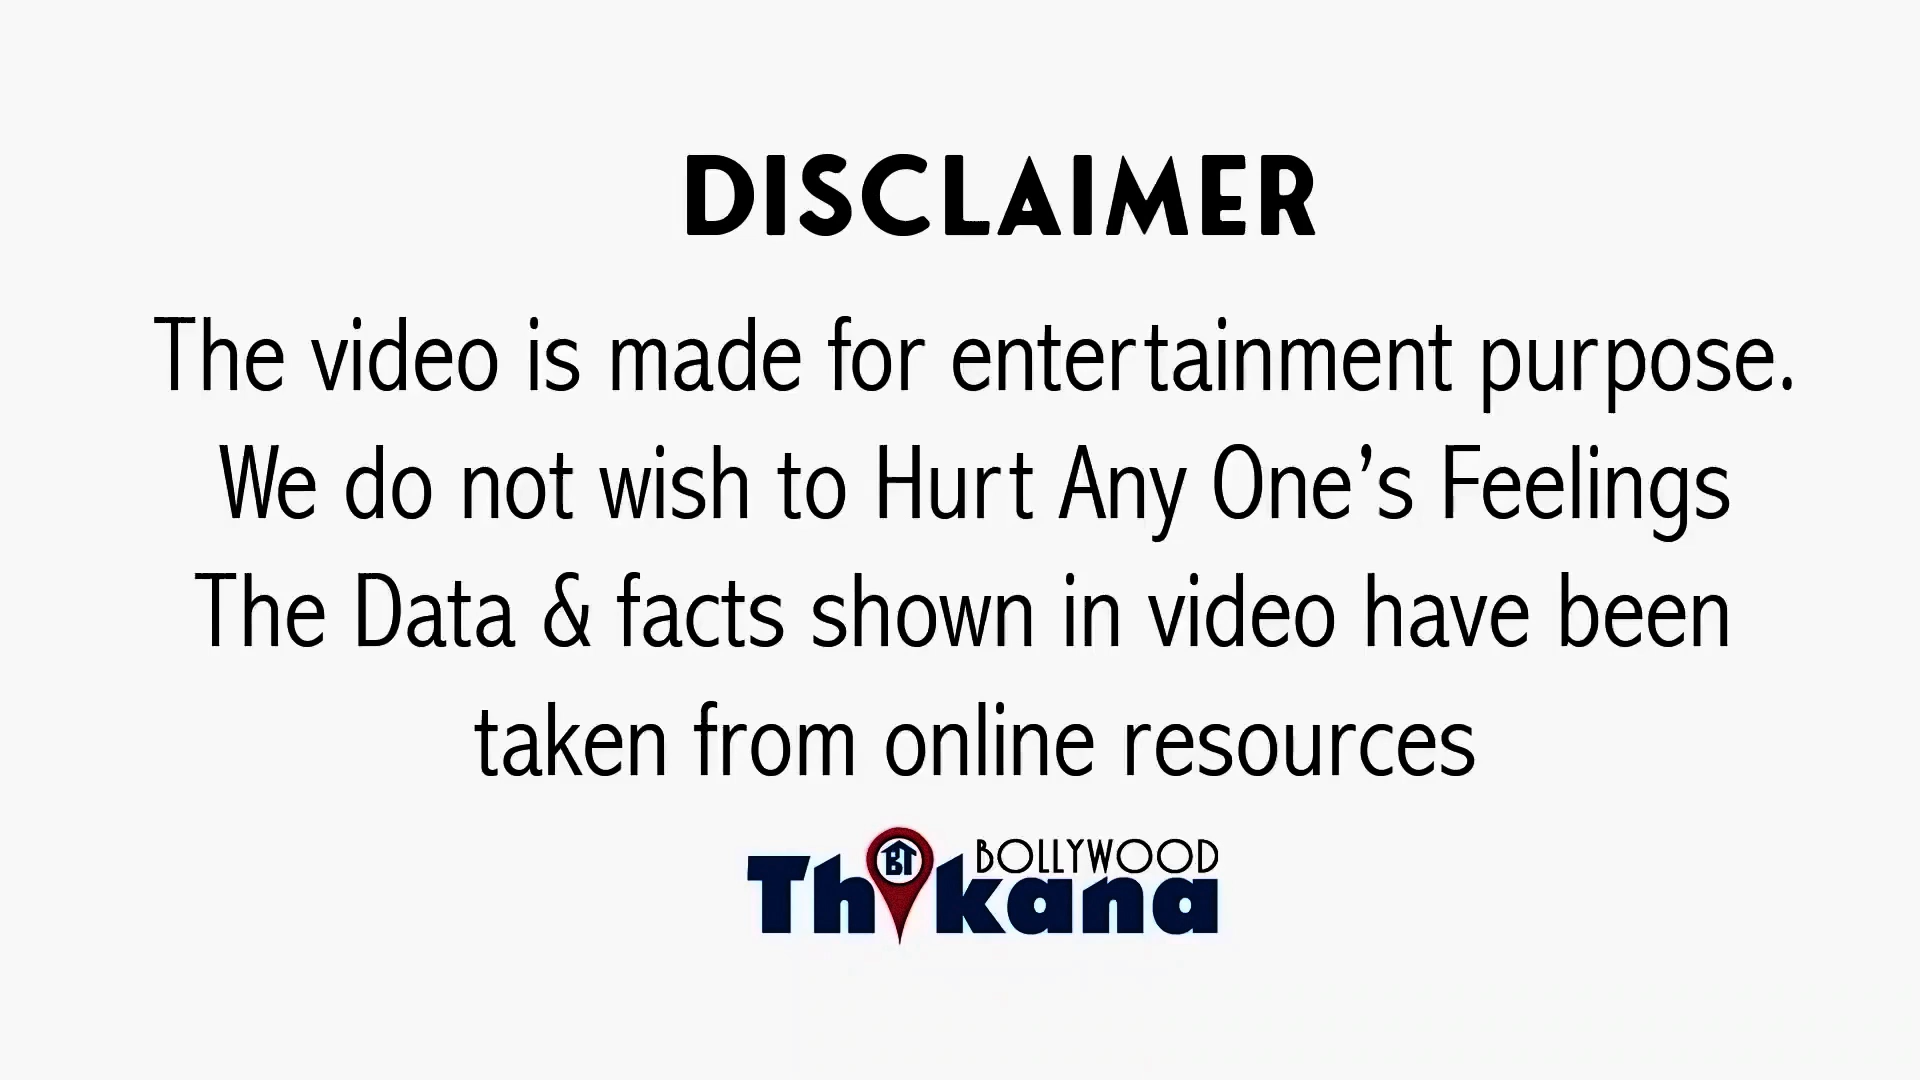 DISCLAIMER
The video is made for entertainment purpose.
We do not wish to Hurt Any One’s Feelings
The Data & facts shown in video have been
taken from online resources
BOLLYWOOD
BT
Thikana